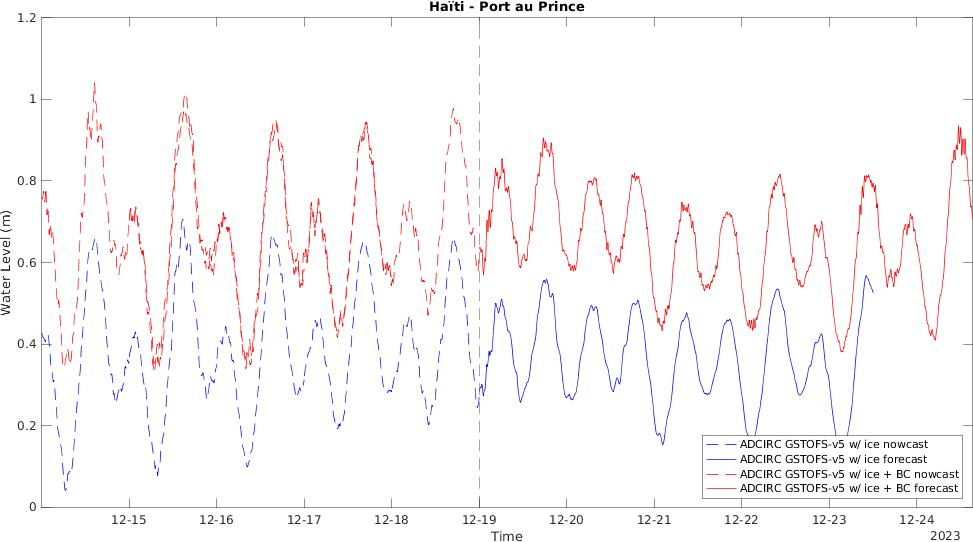 Haïti - Port au Prince
1.2
1
0.8
0.6
0.4
0.2
0
Water Level (m)
12-15 12-16 12-17 12-18 12-19 12-20 12-21 12-22 12-23 12-24
Time
2023
ADCIRC GSTOFS-v5 w/ ice nowcast
ADCIRC GSTOFS-v5 w/ ice forecast
ADCIRC GSTOFS-v5 w/ ice + BC nowcast
ADCIRC GSTOFS-v5 w/ ice + BC forecast